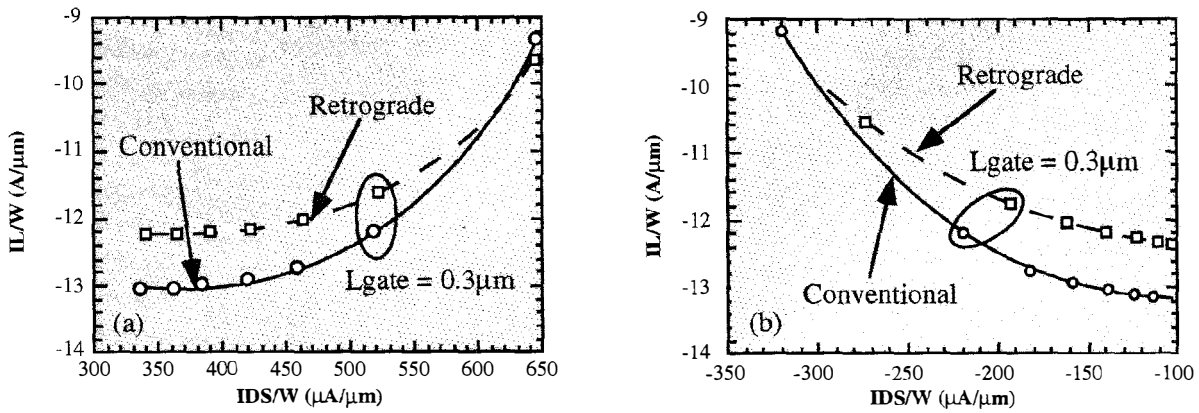 -9
-10
-11
-12
-13
-14
IL/W (A/µm)
Retrograde
Conventional
Lgate = 0.3µm
(a)
300 350 400 450 500 550 600 650
IDS/W (µA/µm)
-9
-10
-11
-12
-13
-14
IL/W (A/µm)
Retrograde
Lgate = 0.3µm
Conventional
(b)
-350 -300 -250 -200 -150 -100
IDS/W (µA/µm)